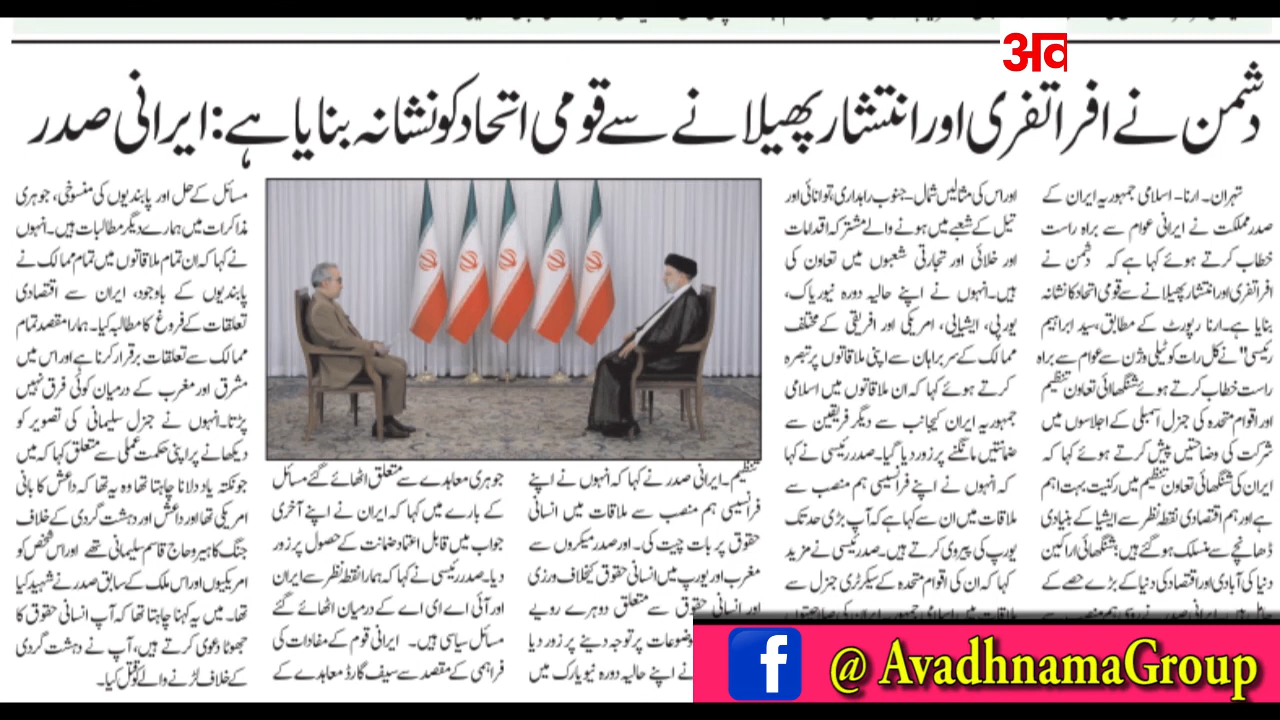 अव
دشمن نے افراتفری اور انتشار پھیلانے سے قومی اتحاد کو نشانہ بنایا ہے: ایرانی صدر
تہران۔ ارنا۔ اسلامی جمہوریہ ایران کے
صدر مملکت نے ایرانی عوام سے براہ راست
خطاب کرتے ہوئے کہا ہے کہ دشمن نے
افراتفری اور انتشار پھیلانے سے قومی اتحاد کا نشانہ
بنایا ہے۔ ارنا رپورٹ کے مطابق سید ابراہیم
رئیسی" نے کل رات کو ٹیلی وژن سے عوام سے براہ
راست خطاب کرتے ہوئے شنگھائی تعاون تنظیم
اور اقوام متحدہ کی جنرل اسمبلی کے اجلاسوں میں
شرکت کی وضاحتیں پیش کرتے ہوئے کہا کہ
ایران کی شنگھائی تعاون تنظیم میں رکنیت بہت اہم
ہے اور ہم اقتصادی نقطہ نظر سے ایشیا کے بنیادی
ڈھانچے سے منسلک ہوگئے ہیں؛ شنگھائی اراکین
دنیا کی آبادی اور اقتصاد کی دنیا کے بڑے حصے کے
اور اس کی مثالیں شمال۔ جنوب راہداری، توانائی اور
تیل کے شعبے میں ہونے والے مشترکہ اقدامات
اور خلائی اور تجارتی شعبوں میں تعاون کی
ہیں۔ انہوں نے اپنے حالیہ دورہ نیویارک،
یورپی، ایشیائی، امریکی اور افریقی کے مختلف
ممالک کے سربراہان سے اپنی ملاقاتوں پر تبصرہ
کرتے ہوئے کہا کہ ان ملاقاتوں میں اسلامی
جمہوریہ ایران کیجانب سے دیگر فریقین سے
ضمانتیں مانگنے پر زور دیا گیا۔ صدر رئیسی نے کہا
کہ انہوں نے اپنے فرانسیسی ہم منصب سے
ملاقات میں ان سے کہا ہے کہ آپ بڑی حد تک
یورپ کی پیروی کرتے ہیں۔ صدر رئیسی نے مزید
کہا کہ ان کی اقوام متحدہ کے سیکرٹری جنرل سے
تنظیم۔ ایرانی صدر نے کہا کہ انہوں نے اپنے
فرانسیسی ہم منصب سے ملاقات میں انسانی
حقوق پر بات چیت کی۔ اور صدر میکروں سے
مغرب اور یورپ میں انسانی حقوق کیخلاف ورزی
اور انسانی حقوق سے متعلق دوہرے رویے
وضوعات پر توجہ دینے پر زور دیا
نے اپنے حالیہ دورہ نیویارک میں
جوہری معاہدے سے متعلق اٹھائے گئے مسائل
کے بارے میں کہا کہ ایران نے اپنے آخری
جواب میں قابل اعتماد ضمانت کے حصول پر زور
دیا۔ صدر رئیسی نے کہا کہ ہمارا نقطہ نظر سے ایران
اور آئی اے ای اے کے درمیان اٹھائے گئے
مسائل سیاسی ہیں۔ ایرانی قوم کے مفادات کی
فراہمی کے مقصد سے سیف گارڈ معاہدے کے
مسائل کے حل اور پابندیوں کی منسوخی، جوہری
مذاکرات میں ہمارے دیگر مطالبات ہیں۔ انہوں
نے کہا کہ ان تمام ملاقاتوں میں تمام ممالک نے
پابندیوں کے باوجود، ایران سے اقتصادی
تعلقات کے فروغ کا مطالبہ کیا۔ ہمارا مقصد تمام
ممالک سے تعلقات برقرار کرنا ہے اور اس میں
مشرق اور مغرب کے درمیان کوئی فرق نہیں
پڑتا۔ انہوں نے جنرل سلیمانی کی تصویر کو
دیکھانے پر اپنی حکمت عملی سے متعلق کہا کہ میں
جو نکتہ یاد دلانا چاہتا تھا وہ یہ تھا کہ داعش کا بانی
امریکی تھا اور داعش اور دہشت گردی کے خلاف
جنگ کا ہیرو حاج قاسم سلیمانی تھے اور اس شخص کو
امریکیوں اور اس ملک کے سابق صدر نے شہید کیا
تھا۔ میں یہ کہنا چاہتا تھا کہ آپ انسانی حقوق کا
جھوٹا دعوی کرتے ہیں، آپ نے دہشت گردی
کے خلاف لڑنے والے کو قتل کیا۔
f @ AvadhnamaGroup